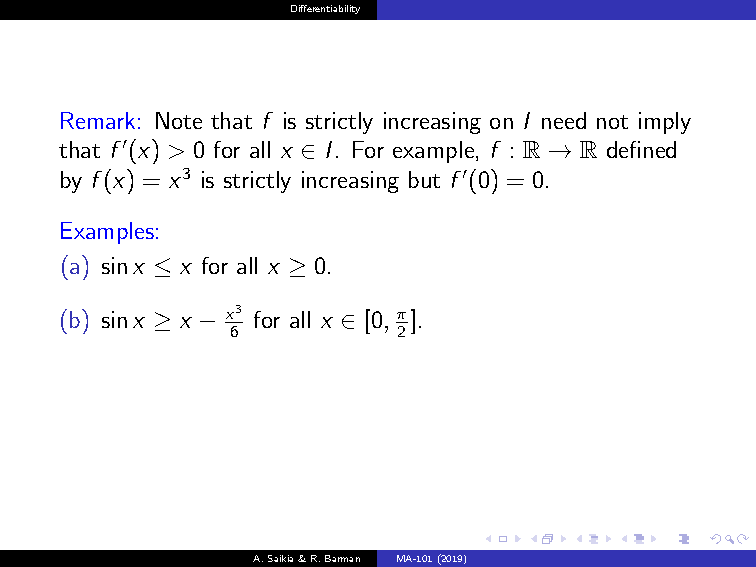 Differentiability
Remark: Note that f is strictly increasing on I need not imply
that f′(x) > 0 for all x ∈ I. For example, f : ℝ → ℝ defined
by f(x) = x³ is strictly increasing but f′(0) = 0.
Examples:
(a) sin x ≤ x for all x ≥ 0.
(b) sin x ≥ x − x³/6 for all x ∈ [0, π/2].
A. Saikia & R. Barman MA-101 (2019)